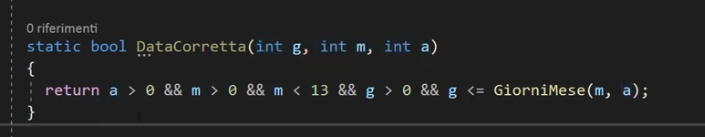 0 riferimenti
static bool DataCorretta(int g, int m, int a)
{
return a > 0 && m > 0 && m < 13 && g > 0 && g <= GiorniMese(m, a);
}